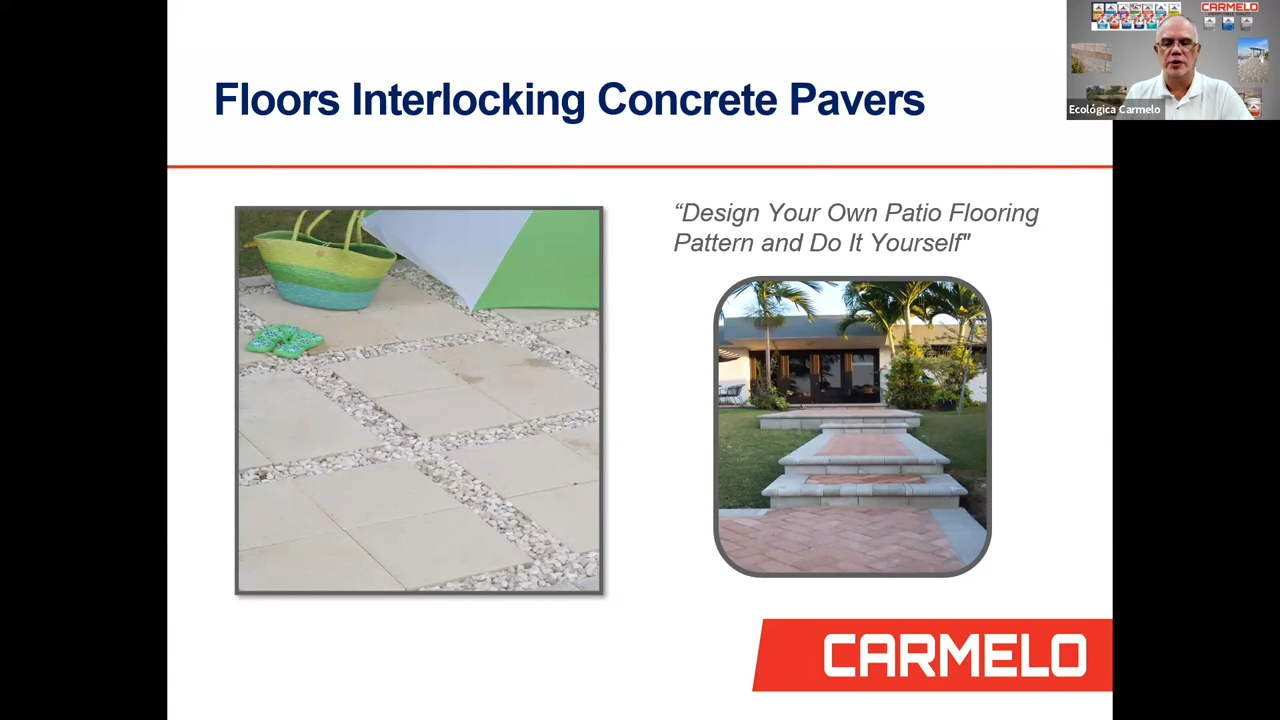 CARMELO
Ecológica Carmelo
Floors Interlocking Concrete Pavers
“Design Your Own Patio Flooring
Pattern and Do It Yourself"
CARMELO